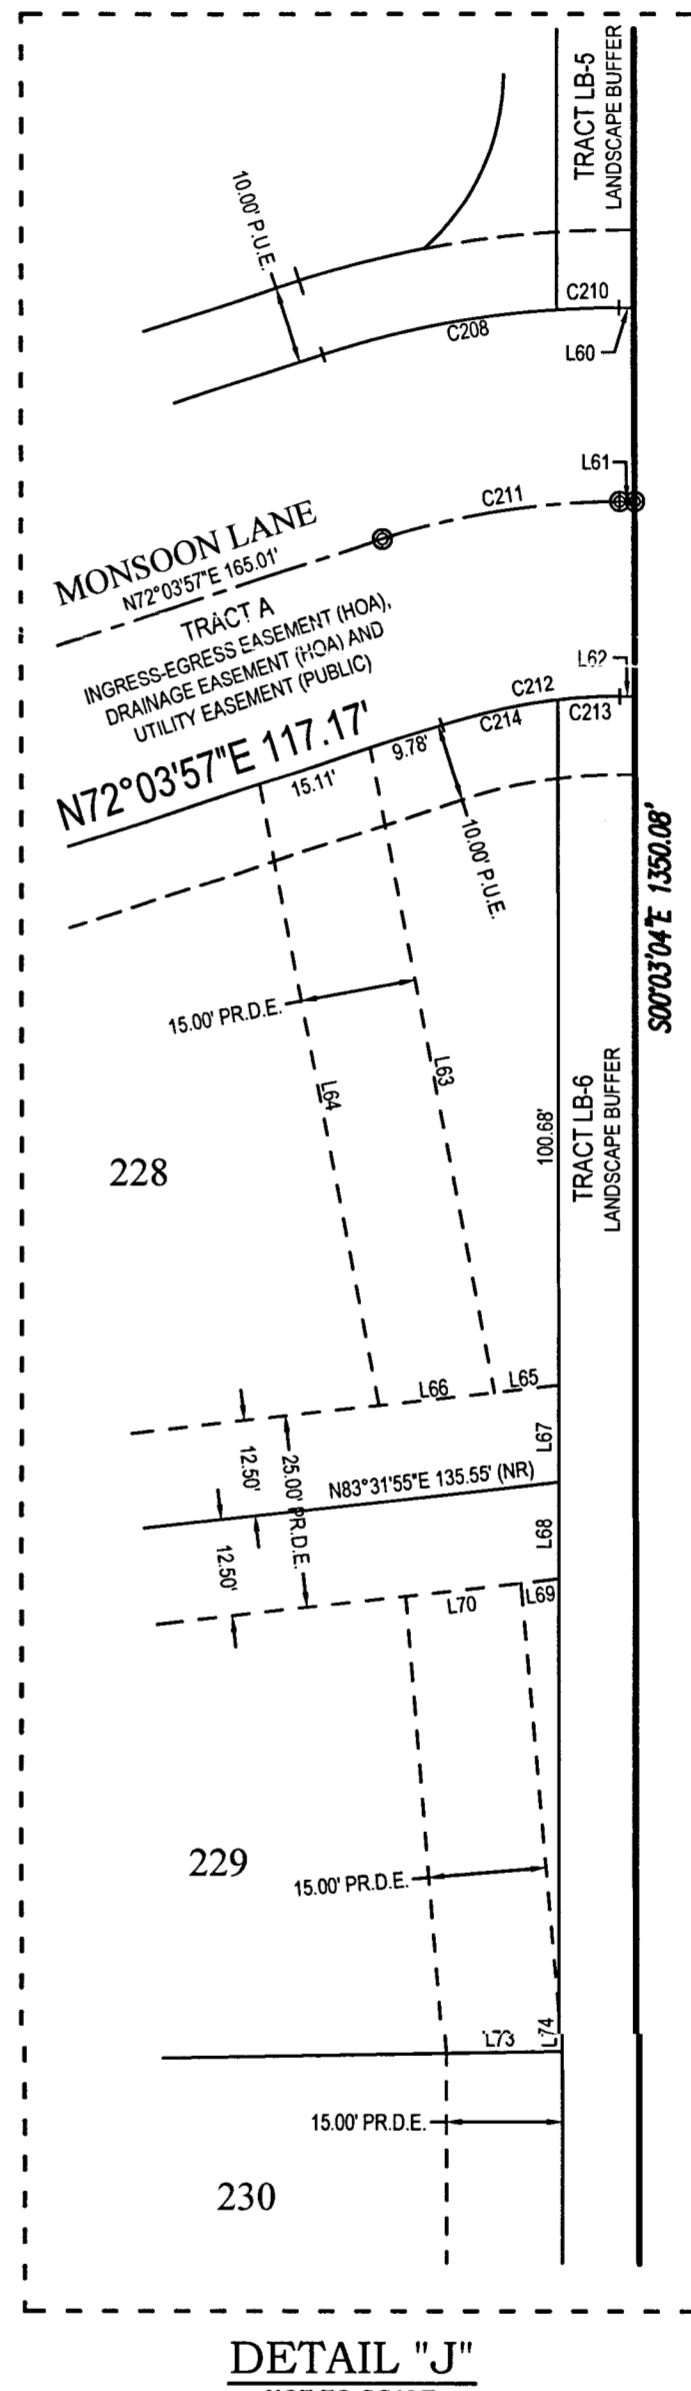 TRACT LB-5
LANDSCAPE BUFFER
10.00' P.U.E.
C210
C208
L60
L61
C211
MONSOON LANE
N72°03'57"E 165.01'
TRACT A
INGRESS-EGRESS EASEMENT (HOA),
DRAINAGE EASEMENT (HOA) AND
UTILITY EASEMENT (PUBLIC)
L62
C212
C213
C214
N72°03'57"E 117.17'
9.78'
15.11'
10.00' P.U.E.
S00°03'04"E 1350.08'
15.00' PR.D.E.
L63
L64
TRACT LB-6
LANDSCAPE BUFFER
100.68'
228
L65
L66
L67
12.50'
25.00' PR.D.E.
N83°31'55"E 135.55' (NR)
L68
12.50'
L69
L70
229
15.00' PR.D.E.
L73
L74
15.00' PR.D.E.
230
DETAIL "J"